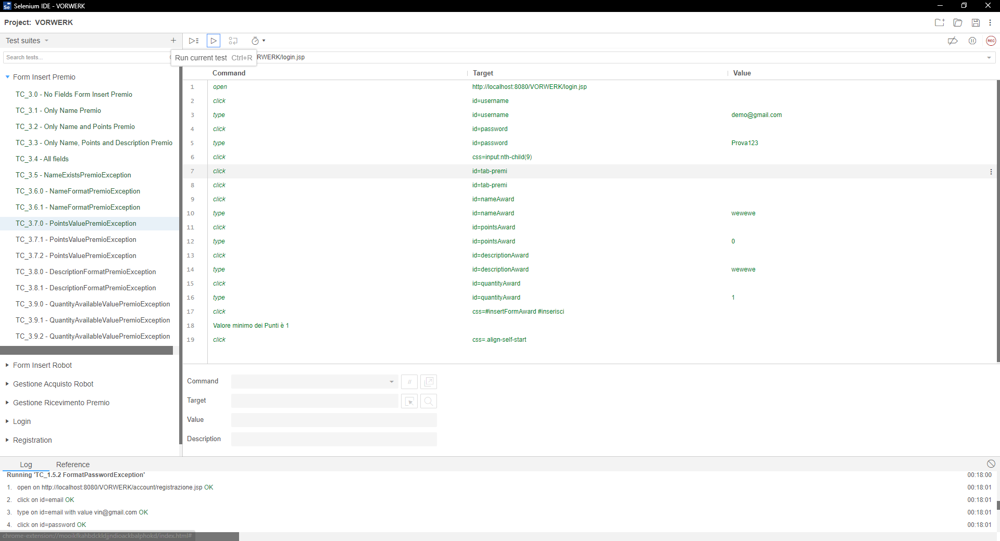 Selenium IDE - VORWERK
Project: VORWERK
Test suites
Search tests...
Run current test Ctrl+R
RWERK/login.jsp
Command Target Value
Form Insert Premio
TC_3.0 - No Fields Form Insert Premio
TC_3.1 - Only Name Premio
TC_3.2 - Only Name and Points Premio
TC_3.3 - Only Name, Points and Description Premio
TC_3.4 - All fields
TC_3.5 - NameExistsPremioException
TC_3.6.0 - NameFormatPremioException
TC_3.6.1 - NameFormatPremioException
TC_3.7.0 - PointsValuePremioException
TC_3.7.1 - PointsValuePremioException
TC_3.7.2 - PointsValuePremioException
TC_3.8.0 - DescriptionFormatPremioException
TC_3.8.1 - DescriptionFormatPremioException
TC_3.9.0 - QuantityAvailableValuePremioException
TC_3.9.1 - QuantityAvailableValuePremioException
TC_3.9.2 - QuantityAvailableValuePremioException
Form Insert Robot
Gestione Acquisto Robot
Gestione Ricevimento Premio
Login
Registration
1 open http://localhost:8080/VORWERK/login.jsp
2 click id=username
3 type id=username demo@gmail.com
4 click id=password
5 type id=password Prova123
6 click css=input:nth-child(9)
7 click id=tab-premi
8 click id=tab-premi
9 click id=nameAward
10 type id=nameAward wewewe
11 click id=pointsAward
12 type id=pointsAward 0
13 click id=descriptionAward
14 type id=descriptionAward wewewe
15 click id=quantityAward
16 type id=quantityAward 1
17 click css=#insertFormAward #inserisci
18 Valore minimo dei Punti è 1
19 click css=.align-self-start
Command //
Target
Value
Description
REC
Log Reference
Running 'TC_1.5.2 FormatPasswordException' 00:18:00
1. open on http://localhost:8080/VORWERK/account/registrazione.jsp OK 00:18:01
2. click on id=email OK 00:18:01
3. type on id=email with value vin@gmail.com OK 00:18:01
4. click on id=password OK 00:18:01
chrome-extension://mooikfkahbdckldjjndioackbalphokd/index.html#